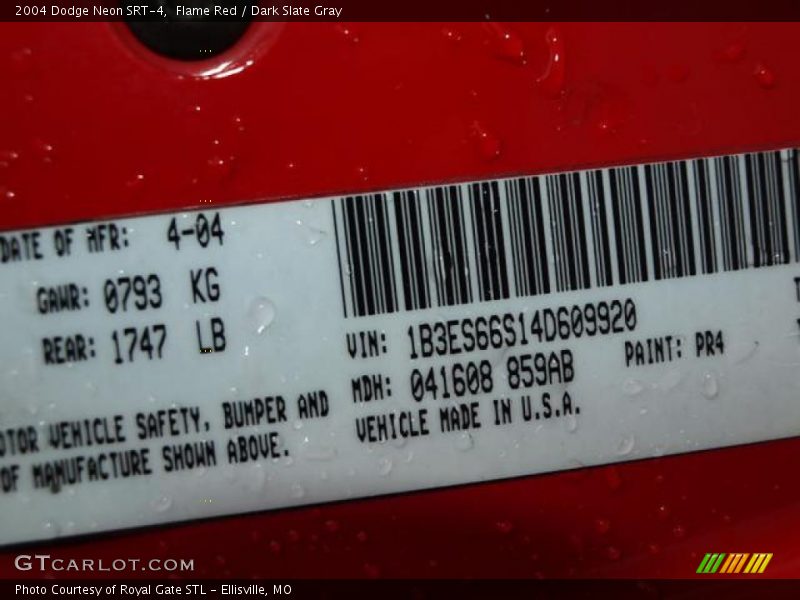 2004 Dodge Neon SRT-4,  Flame Red / Dark Slate Gray
DATE OF MFR: 4-04
GAWR: 0793 KG
REAR: 1747 LB
VIN: 1B3ES66S14D609920
MDH: 041608 859AB PAINT: PR4
VEHICLE MADE IN U.S.A.
OTOR VEHICLE SAFETY, BUMPER AND
OF MANUFACTURE SHOWN ABOVE.
GTCARLOT.COM
Photo Courtesy of Royal Gate STL - Ellisville, MO